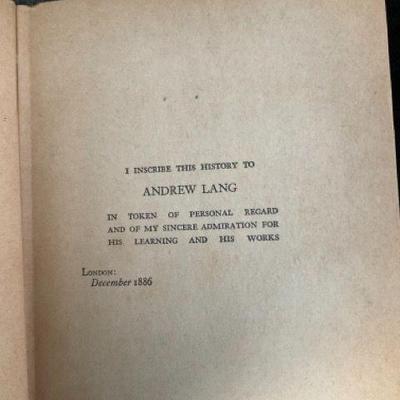 I INSCRIBE THIS HISTORY TO
ANDREW LANG
IN TOKEN OF PERSONAL REGARD
AND OF MY SINCERE ADMIRATION FOR
HIS LEARNING AND HIS WORKS
LONDON:
December 1886